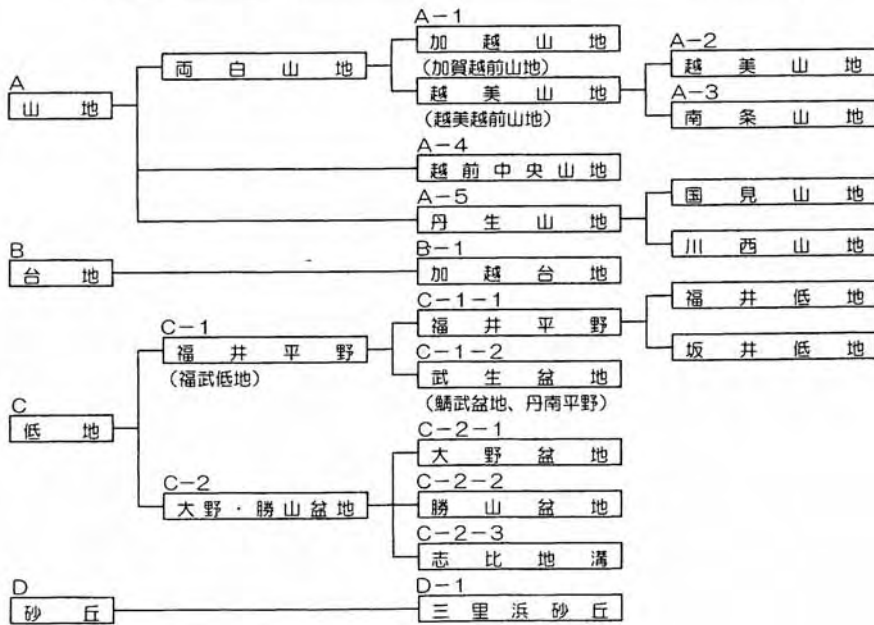 A
山地
両白山地
A-1
加越山地
(加賀越前山地)
越美山地
(越美越前山地)
A-2
越美山地
A-3
南条山地
A-4
越前中央山地
A-5
丹生山地
国見山地
川西山地
B
台地
B-1
加越台地
C
低地
C-1
福井平野
(福武低地)
C-1-1
福井平野
福井低地
坂井低地
C-1-2
武生盆地
(鯖武盆地、丹南平野)
C-2
大野・勝山盆地
C-2-1
大野盆地
C-2-2
勝山盆地
C-2-3
志比地溝
D
砂丘
D-1
三里浜砂丘